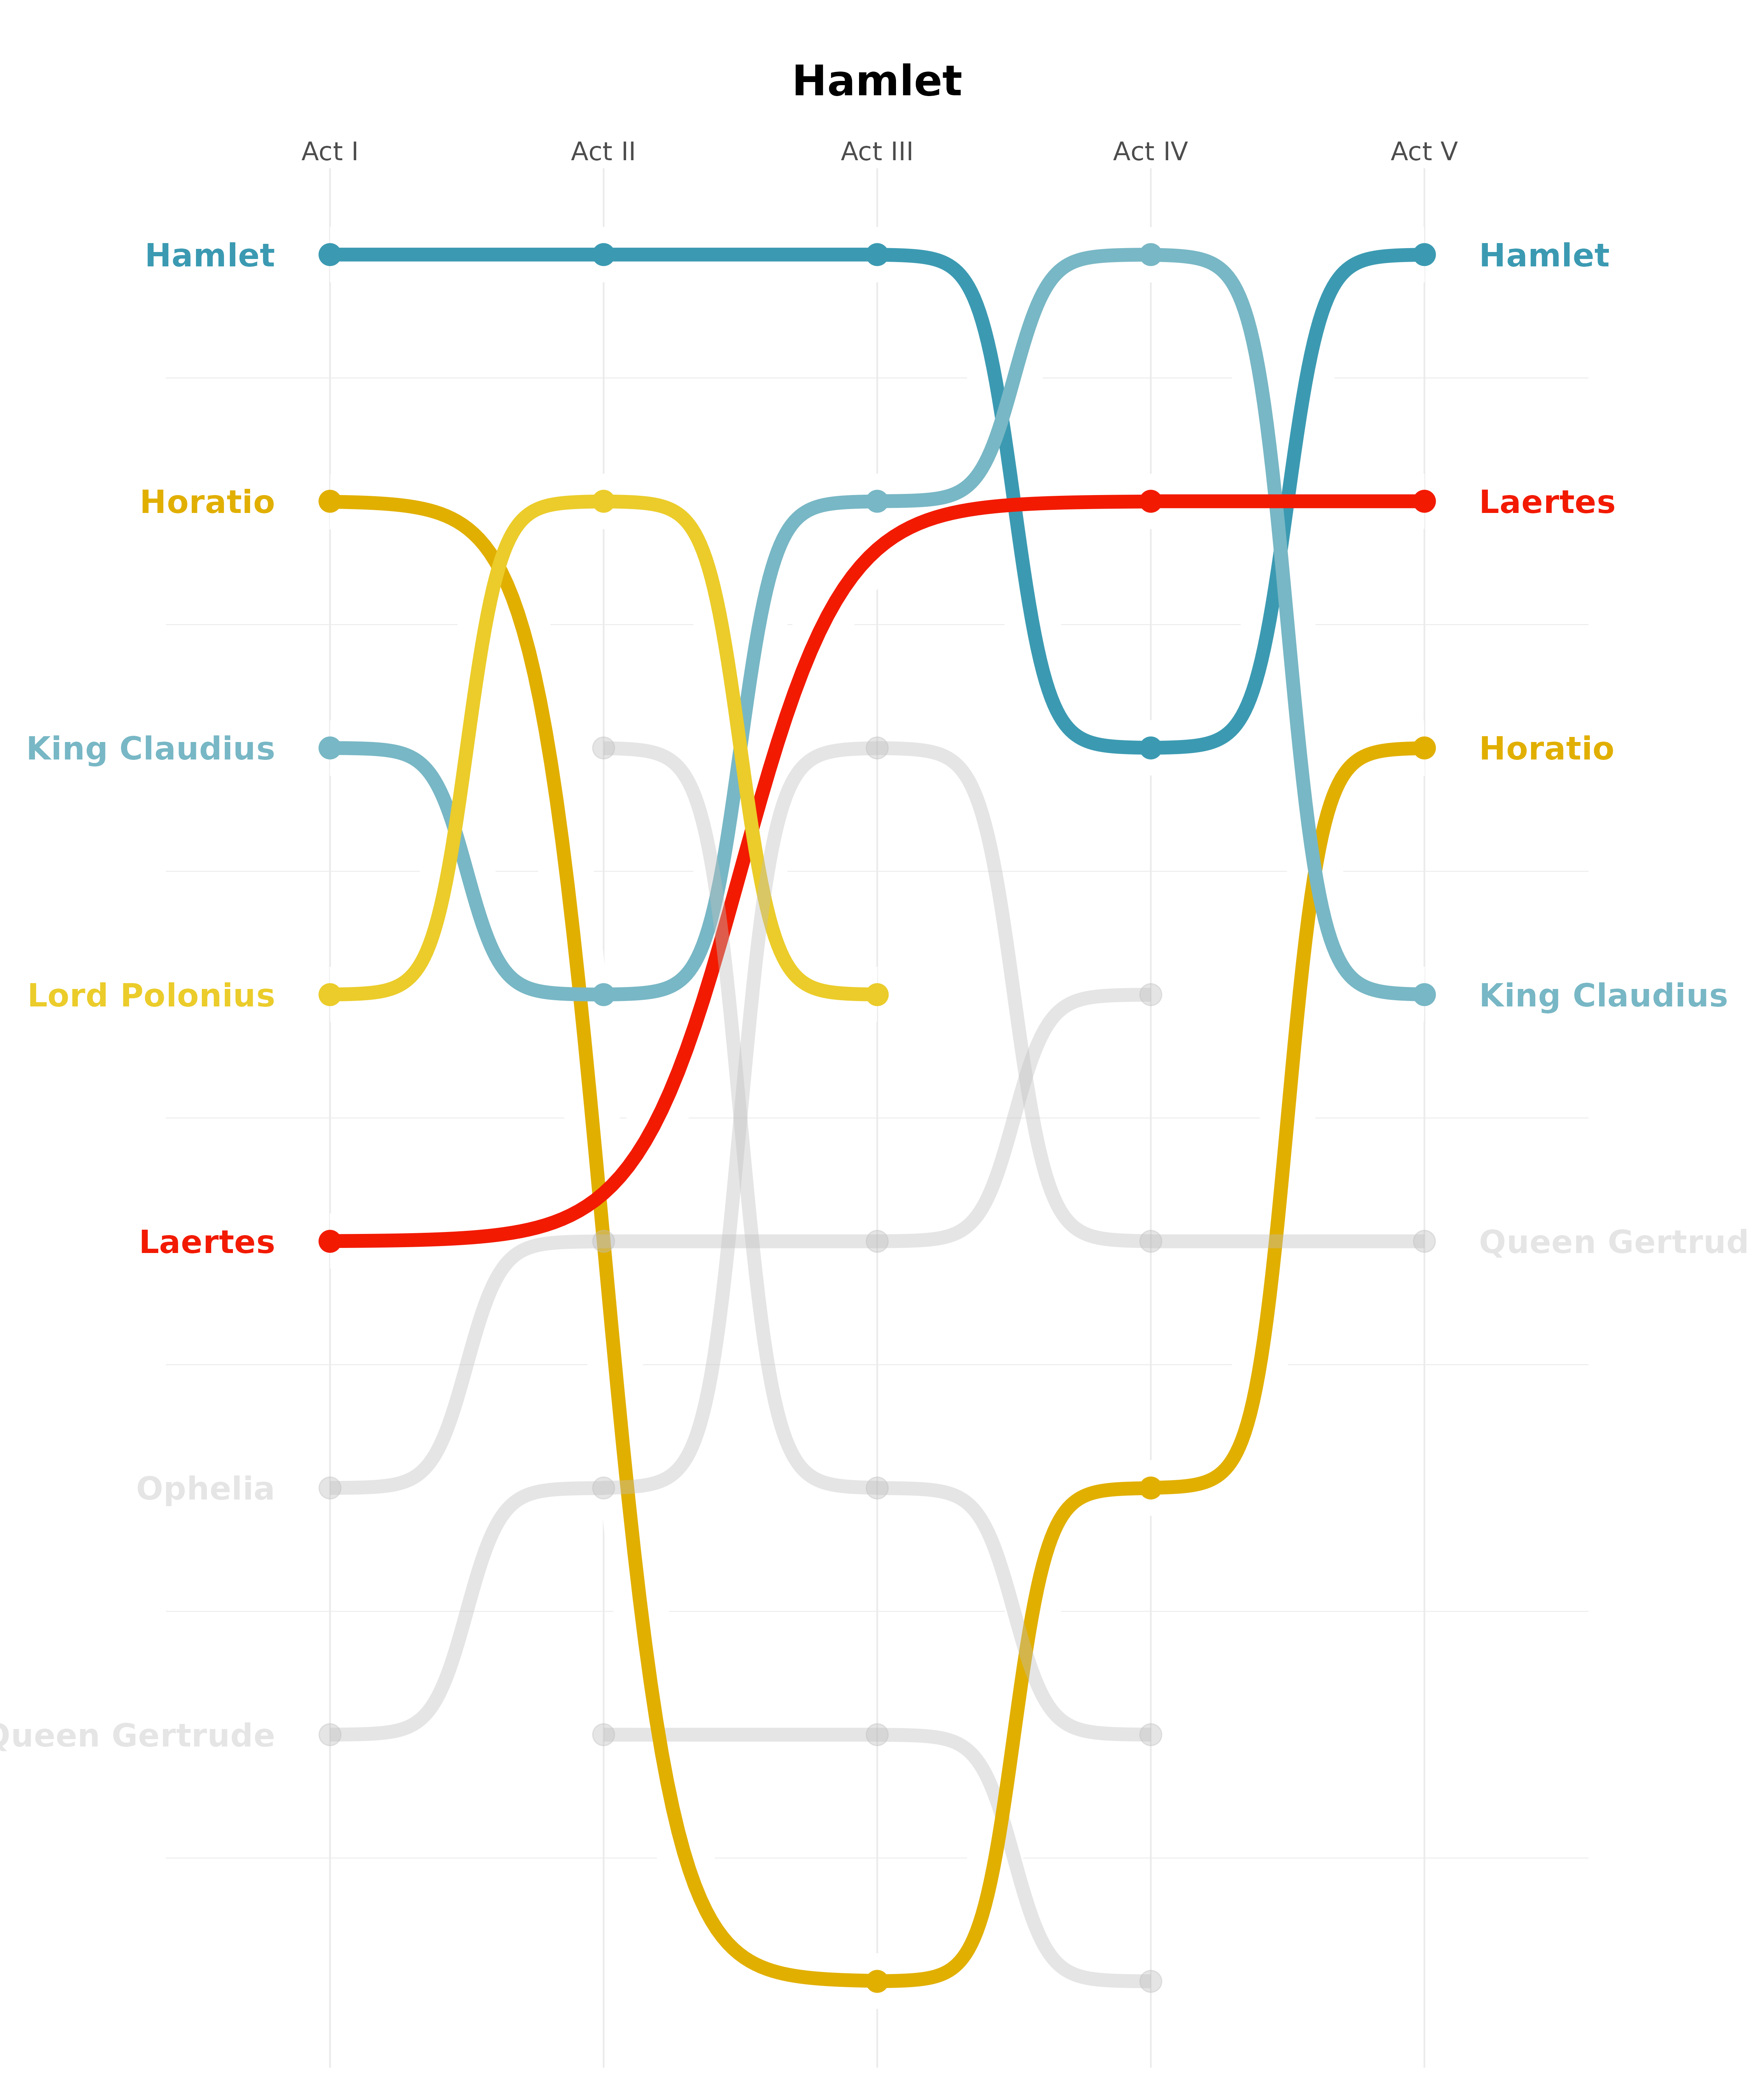 Hamlet
Act I Act II Act III Act IV Act V
Hamlet Hamlet
Horatio Laertes
King Claudius Horatio
Lord Polonius King Claudius
Laertes Queen Gertrud
Ophelia
Queen Gertrude